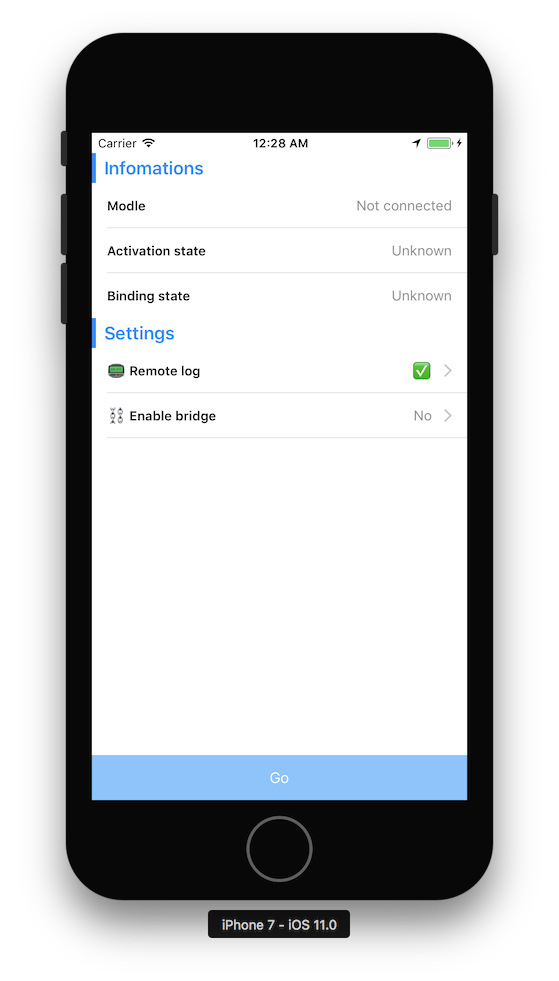 Carrier 12:28 AM
Infomations
Modle Not connected
Activation state Unknown
Binding state Unknown
Settings
Remote log
Enable bridge No
Go
iPhone 7 - iOS 11.0